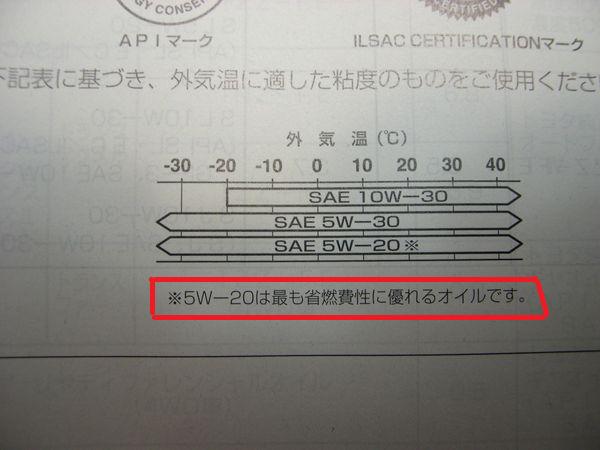 GY CONSER
CERTIFIED
APIマーク
ILSAC CERTIFICATIONマーク
下記表に基づき、外気温に適した粘度のものをご使用くださ
外 気 温 (℃)
-30 -20 -10 0 10 20 30 40
SAE 10W-30
SAE 5W-30
SAE 5W-20※
※5W-20は最も省燃費性に優れるオイルです。